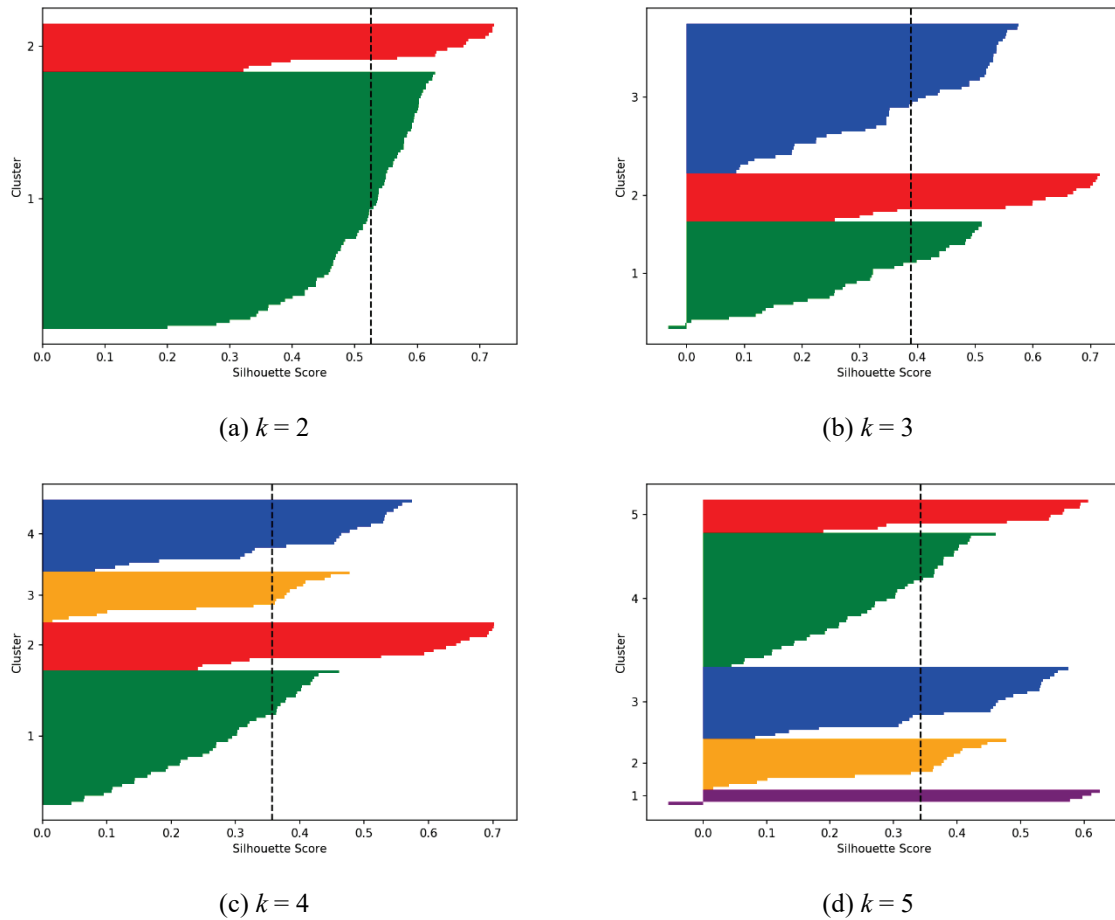 2
1
Cluster
0.0 0.1 0.2 0.3 0.4 0.5 0.6 0.7
Silhouette Score
(a) k = 2
3
2
1
Cluster
0.0 0.1 0.2 0.3 0.4 0.5 0.6 0.7
Silhouette Score
(b) k = 3
4
3
2
1
Cluster
0.0 0.1 0.2 0.3 0.4 0.5 0.6 0.7
Silhouette Score
(c) k = 4
5
4
3
2
1
Cluster
0.0 0.1 0.2 0.3 0.4 0.5 0.6
Silhouette Score
(d) k = 5